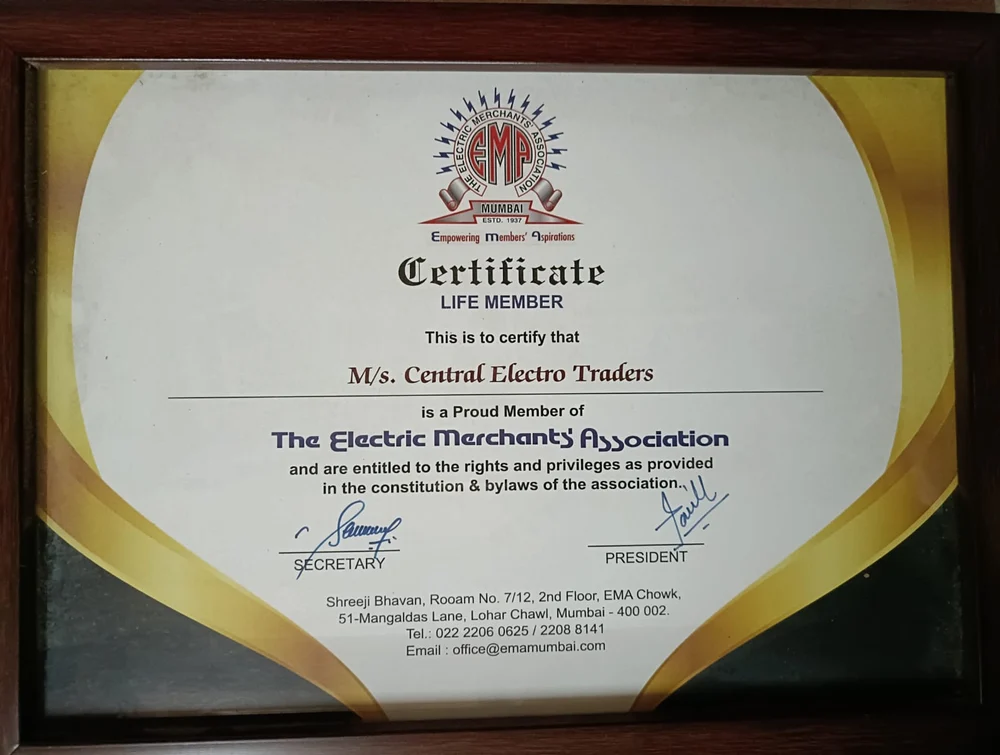 THE ELECTRIC MERCHANTS' ASSOCIATION
EMA
MUMBAI
ESTD. 1937
Empowering Members' Aspirations
Certificate
LIFE MEMBER
This is to certify that
M/s. Central Electro Traders
is a Proud Member of
The Electric Merchants' Association
and are entitled to the rights and privileges as provided
in the constitution & bylaws of the association.
SECRETARY
PRESIDENT
Shreeji Bhavan, Rooam No. 7/12, 2nd Floor, EMA Chowk,
51-Mangaldas Lane, Lohar Chawl, Mumbai - 400 002.
Tel.: 022 2206 0625 / 2208 8141
Email : office@emamumbai.com